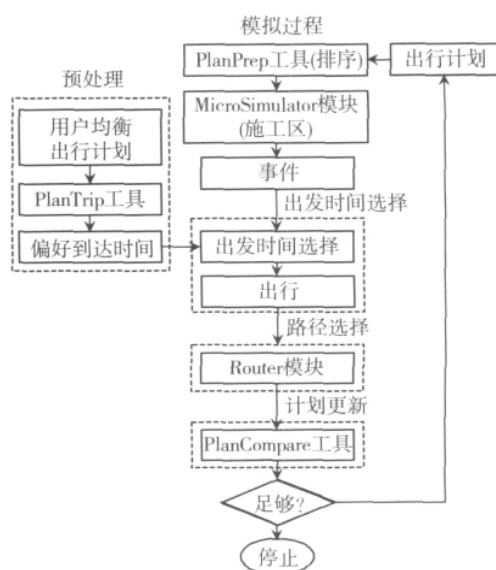 模拟过程
PlanPrep工具(排序)
出行计划
预处理
MicroSimulator模块
(施工区)
用户均衡
出行计划
事件
PlanTrip工具
出发时间选择
偏好到达时间
出发时间选择
出行
路径选择
Router模块
计划更新
PlanCompare工具
足够?
停止